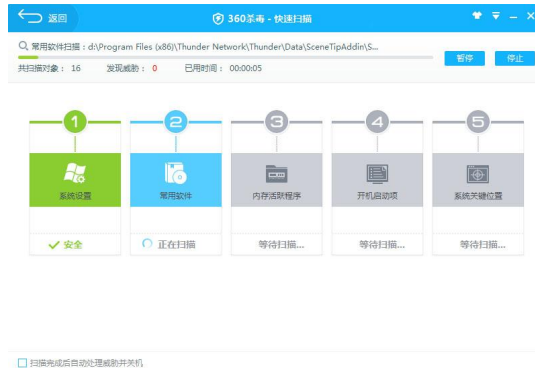 返回
360杀毒 - 快速扫描
常用软件扫描：d:\Program Files (x86)\Thunder Network\Thunder\Data\SceneTipAddin\S...
暂停 停止
共扫描对象： 16 发现威胁： 0 已用时间： 00:00:05
1 2 3 4 5
系统设置 常用软件 内存活跃程序 开机启动项 系统关键位置
安全 正在扫描 等待扫描... 等待扫描... 等待扫描...
扫描完成后自动处理威胁并关机